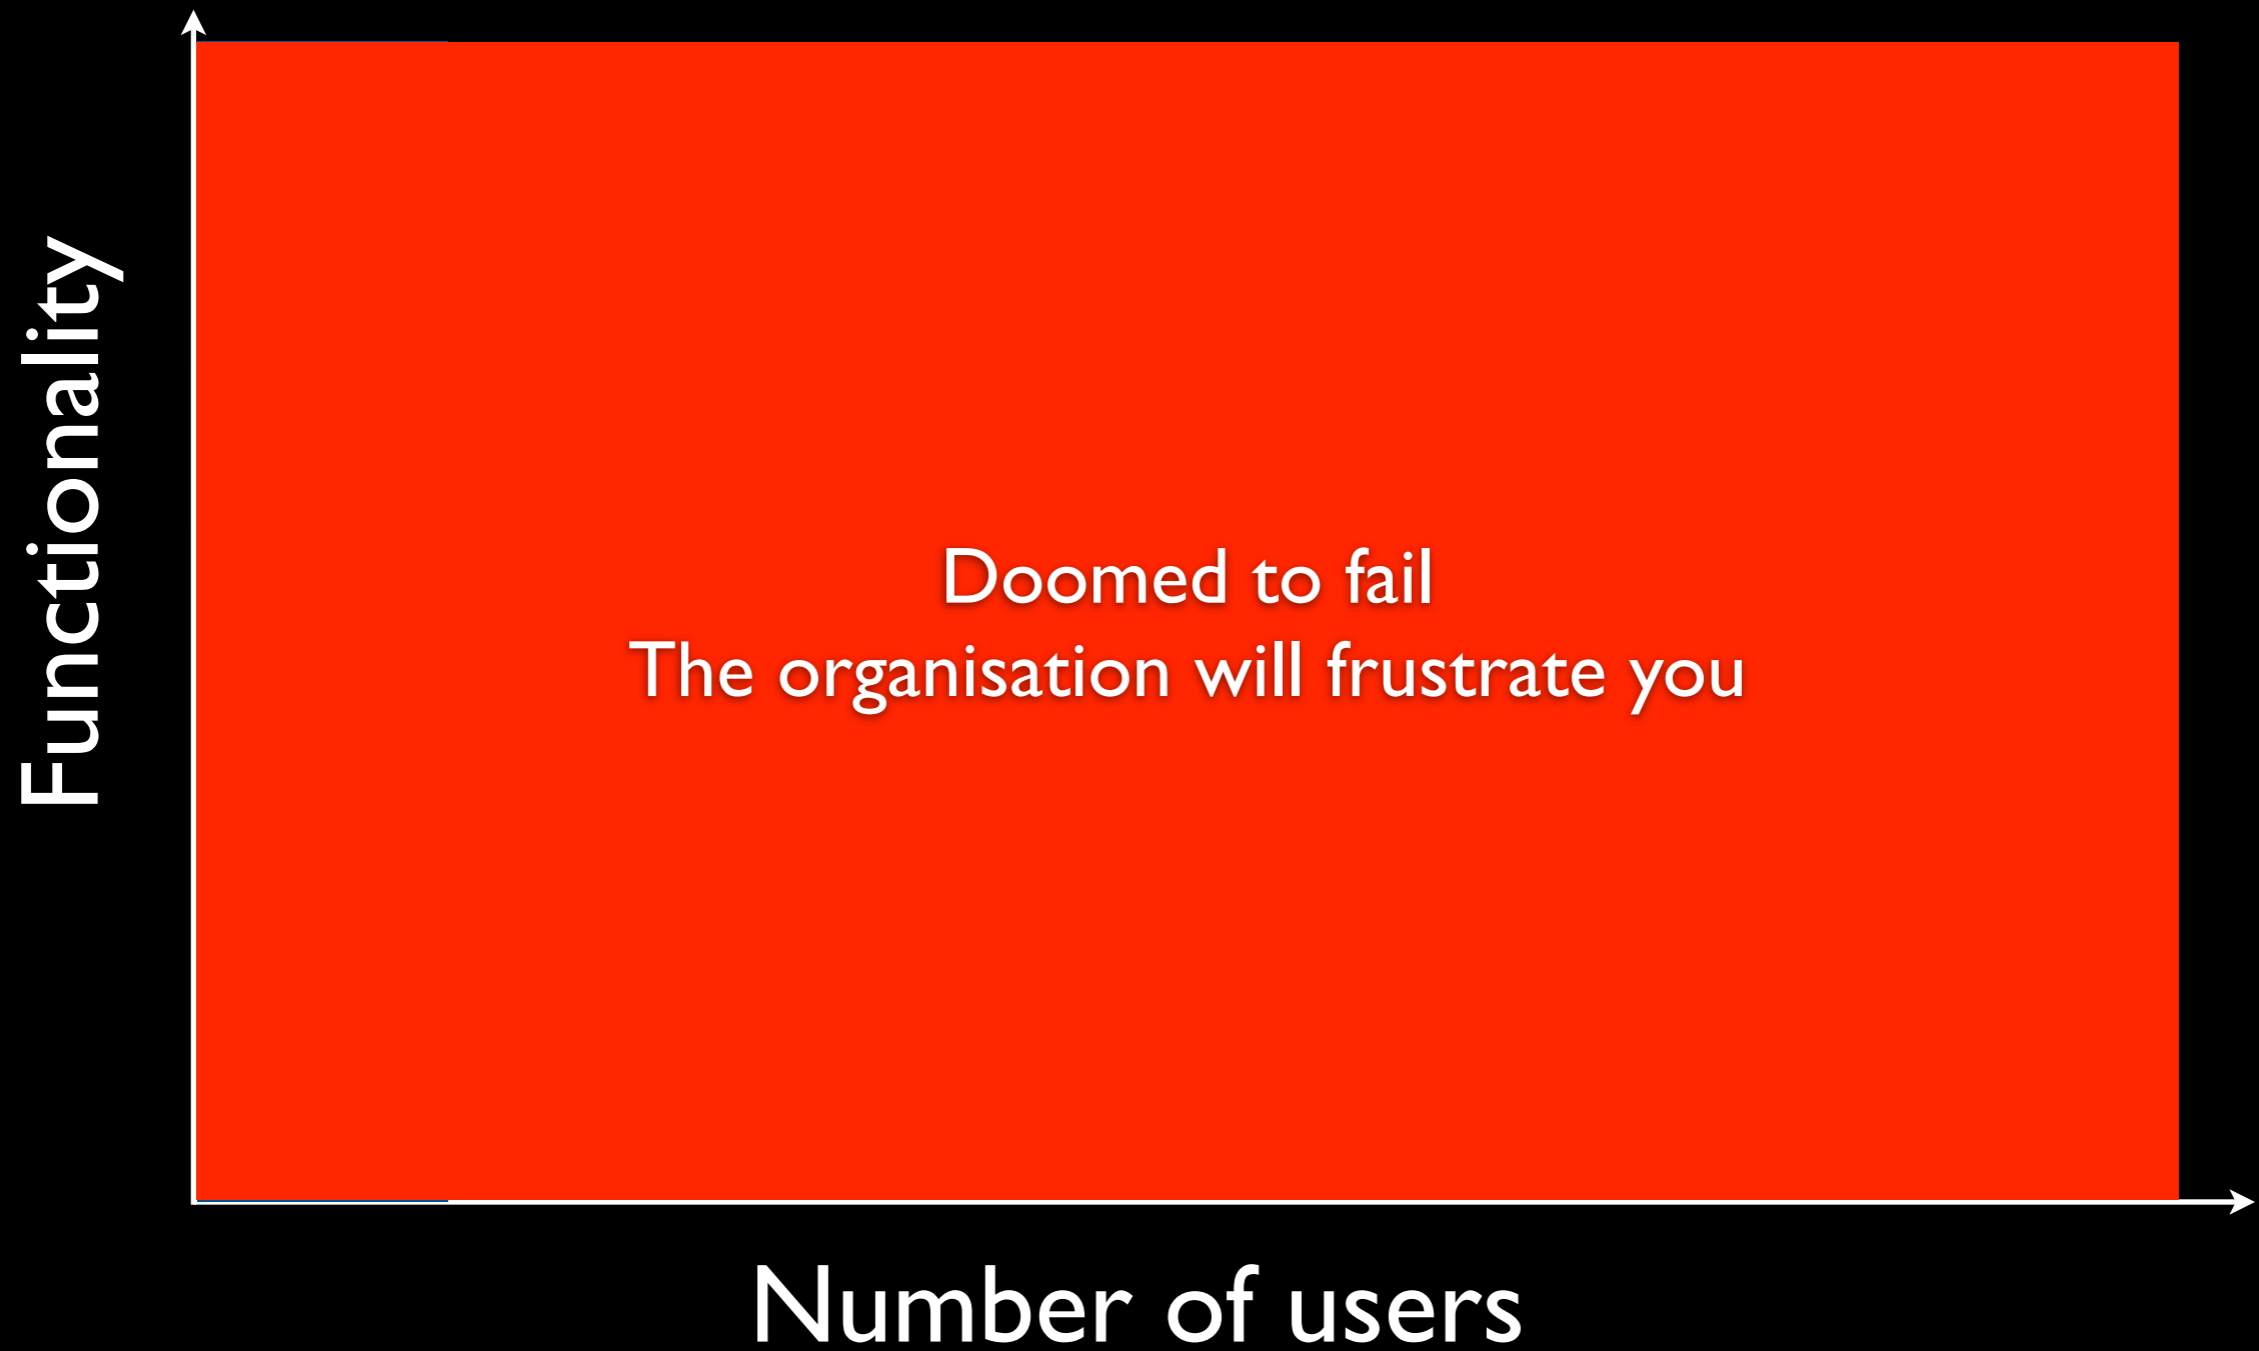 Functionality
Doomed to fail
The organisation will frustrate you
Number of users